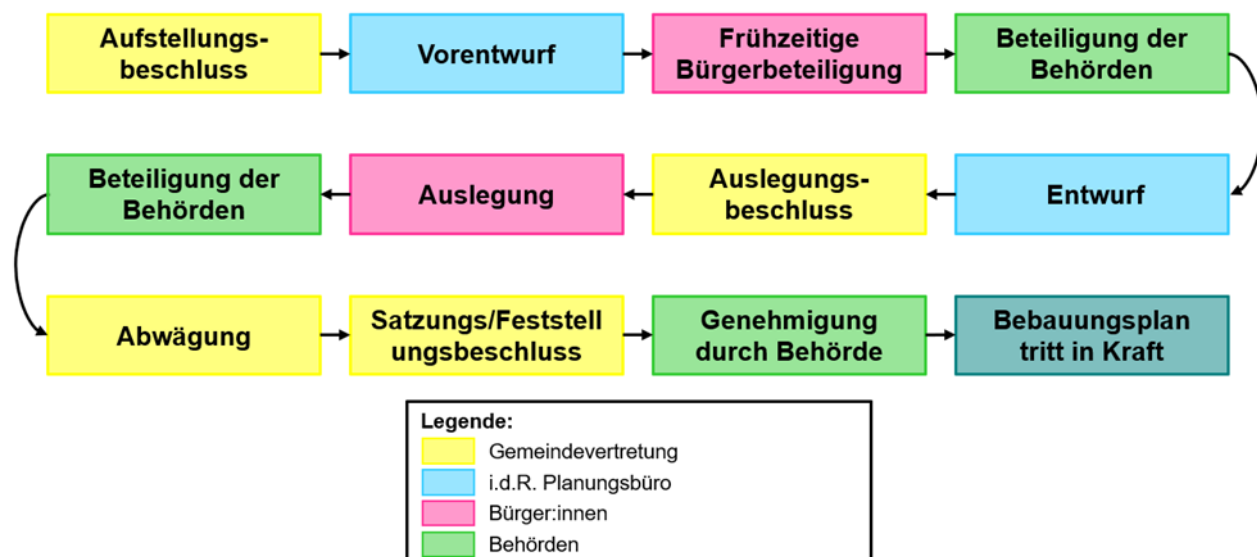 Aufstellungs-
beschluss
Vorentwurf
Frühzeitige
Bürgerbeteiligung
Beteiligung der
Behörden
Beteiligung der
Behörden
Auslegung
Auslegungs-
beschluss
Entwurf
Abwägung
Satzungs/Feststell
ungsbeschluss
Genehmigung
durch Behörde
Bebauungsplan
tritt in Kraft
Legende:
Gemeindevertretung
i.d.R. Planungsbüro
Bürger:innen
Behörden